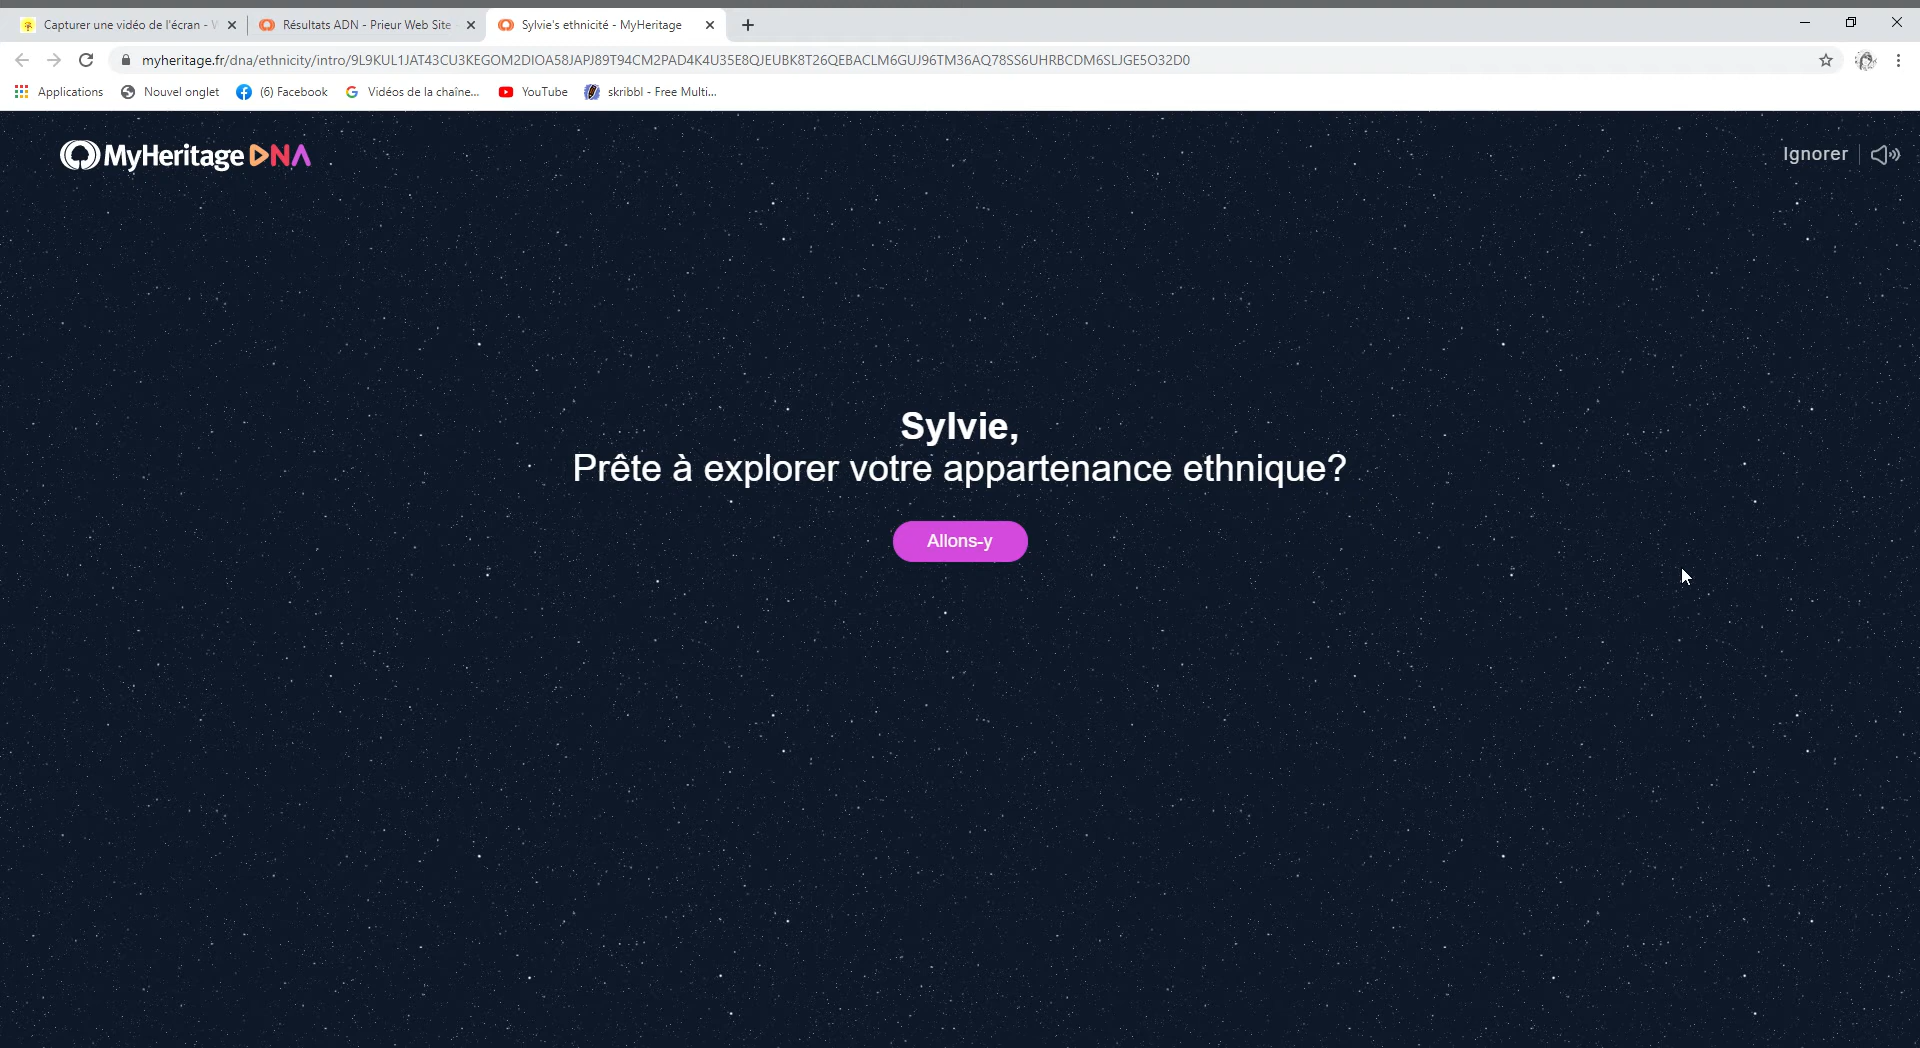 Capturer une vidéo de l'écran -
Résultats ADN - Prieur Web Site
Sylvie's ethnicité - MyHeritage
myheritage.fr/dna/ethnicity/intro/9L9KUL1JAT43CU3KEGOM2DIOA58JAPJ89T94CM2PAD4K4U35E8QJEUBK8T26QEBACLM6GUJ96TM36AQ78SS6UHRBCDM6SLJGE5O32D0
Applications
Nouvel onglet
(6) Facebook
Vidéos de la chaîne...
YouTube
skribbl - Free Multi...
MyHeritage DNA
Ignorer
Sylvie,
Prête à explorer votre appartenance ethnique?
Allons-y